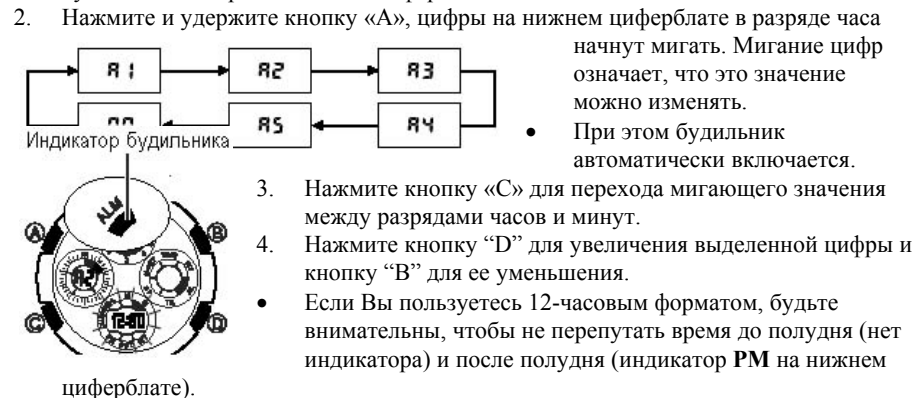 2. Нажмите и удержите кнопку «А», цифры на нижнем циферблате в разряде часа
начнут мигать. Мигание цифр
означает, что это значение
можно изменять.
• При этом будильник
автоматически включается.
A1
A2
A3
A5
A4
Индикатор будильника
ALM
A
B
C
D
A2
12:00
3. Нажмите кнопку «С» для перехода мигающего значения
между разрядами часов и минут.
4. Нажмите кнопку “D” для увеличения выделенной цифры и
кнопку “B” для ее уменьшения.
• Если Вы пользуетесь 12-часовым форматом, будьте
внимательны, чтобы не перепутать время до полудня (нет
индикатора) и после полудня (индикатор PM на нижнем
циферблате).